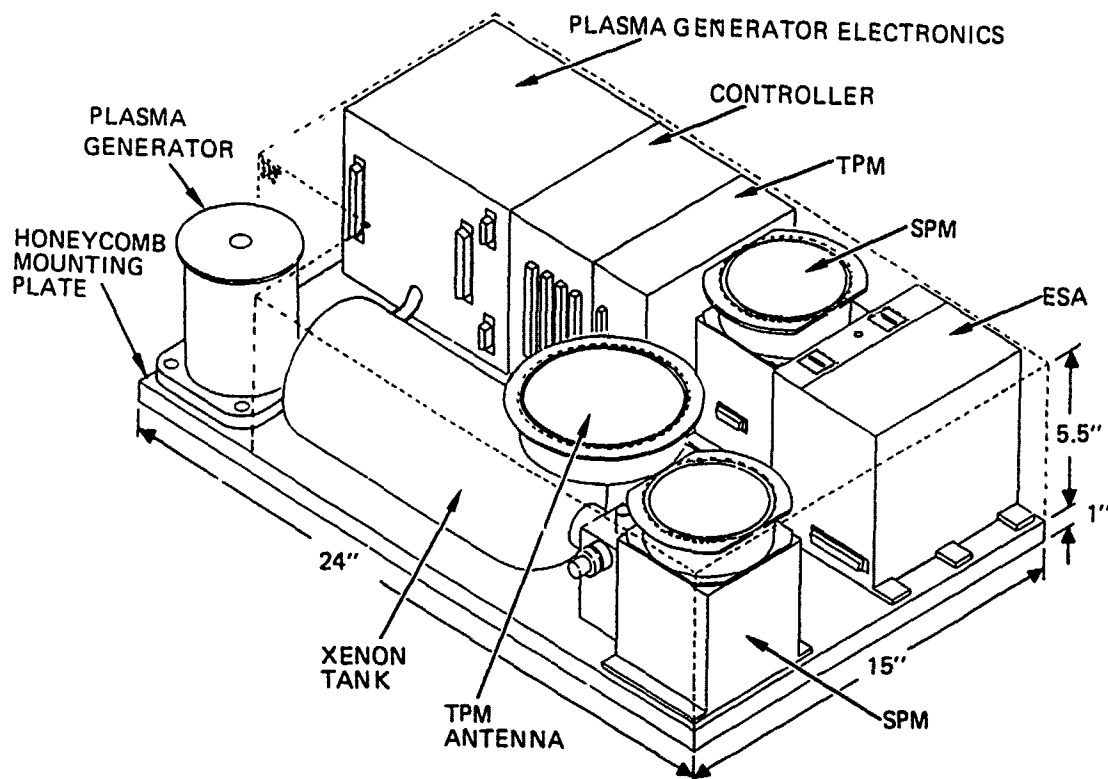 PLASMA GENERATOR ELECTRONICS
CONTROLLER
PLASMA
GENERATOR
TPM
SPM
HONEYCOMB
MOUNTING
PLATE
ESA
5.5"
1"
24"
15"
XENON
TANK
TPM
ANTENNA
SPM